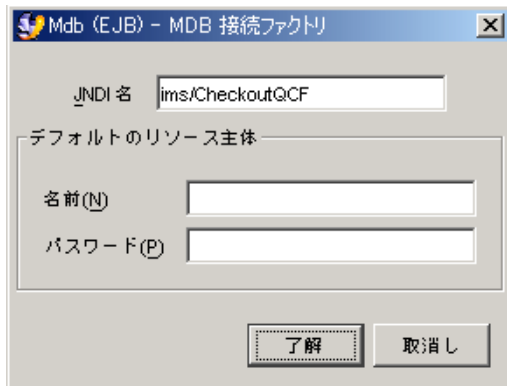 Mdb (EJB) - MDB 接続ファクトリ
JNDI 名 jms/CheckoutQCF
デフォルトのリソース主体
名前(N)
パスワード(P)
了解
取消し